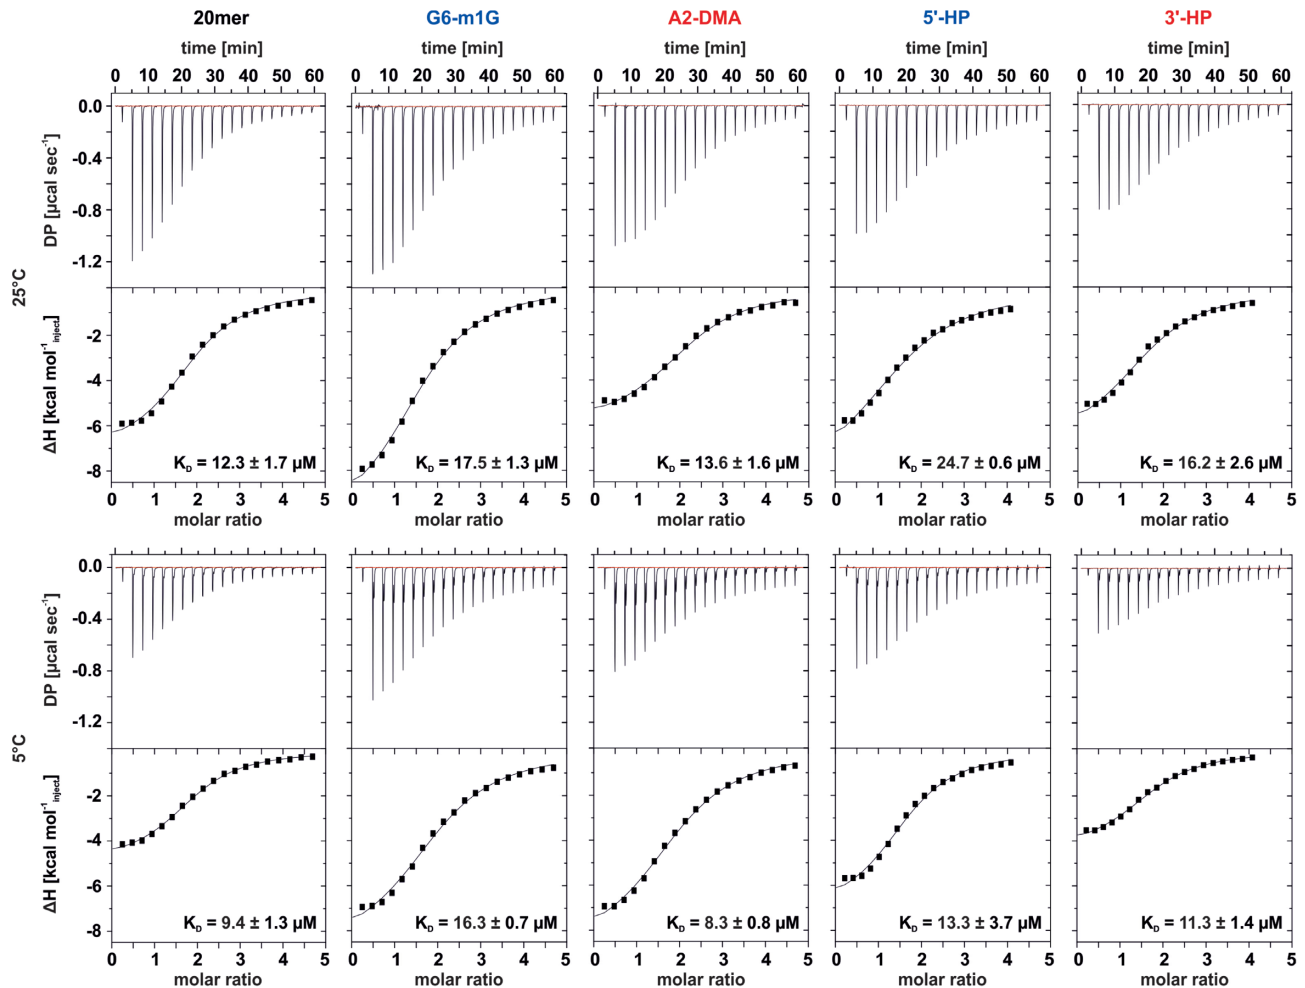 20mer G6-m1G A2-DMA 5'-HP 3'-HP
time [min] time [min] time [min] time [min] time [min]
0 10 20 30 40 50 60 0 10 20 30 40 50 60 0 10 20 30 40 50 60 0 10 20 30 40 50 60 0 10 20 30 40 50 60
25°C
DP [µcal sec⁻¹]
0.0
-0.4
-0.8
-1.2
ΔH [kcal mol⁻¹inject]
-2
-4
-6
-8
K_D = 12.3 ± 1.7 µM K_D = 17.5 ± 1.3 µM K_D = 13.6 ± 1.6 µM K_D = 24.7 ± 0.6 µM K_D = 16.2 ± 2.6 µM
0 1 2 3 4 5 0 1 2 3 4 5 0 1 2 3 4 5 0 1 2 3 4 5 0 1 2 3 4 5
molar ratio molar ratio molar ratio molar ratio molar ratio
5°C
DP [µcal sec⁻¹]
0.0
-0.4
-0.8
-1.2
ΔH [kcal mol⁻¹inject]
-2
-4
-6
-8
K_D = 9.4 ± 1.3 µM K_D = 16.3 ± 0.7 µM K_D = 8.3 ± 0.8 µM K_D = 13.3 ± 3.7 µM K_D = 11.3 ± 1.4 µM
0 1 2 3 4 5 0 1 2 3 4 5 0 1 2 3 4 5 0 1 2 3 4 5 0 1 2 3 4 5
molar ratio molar ratio molar ratio molar ratio molar ratio